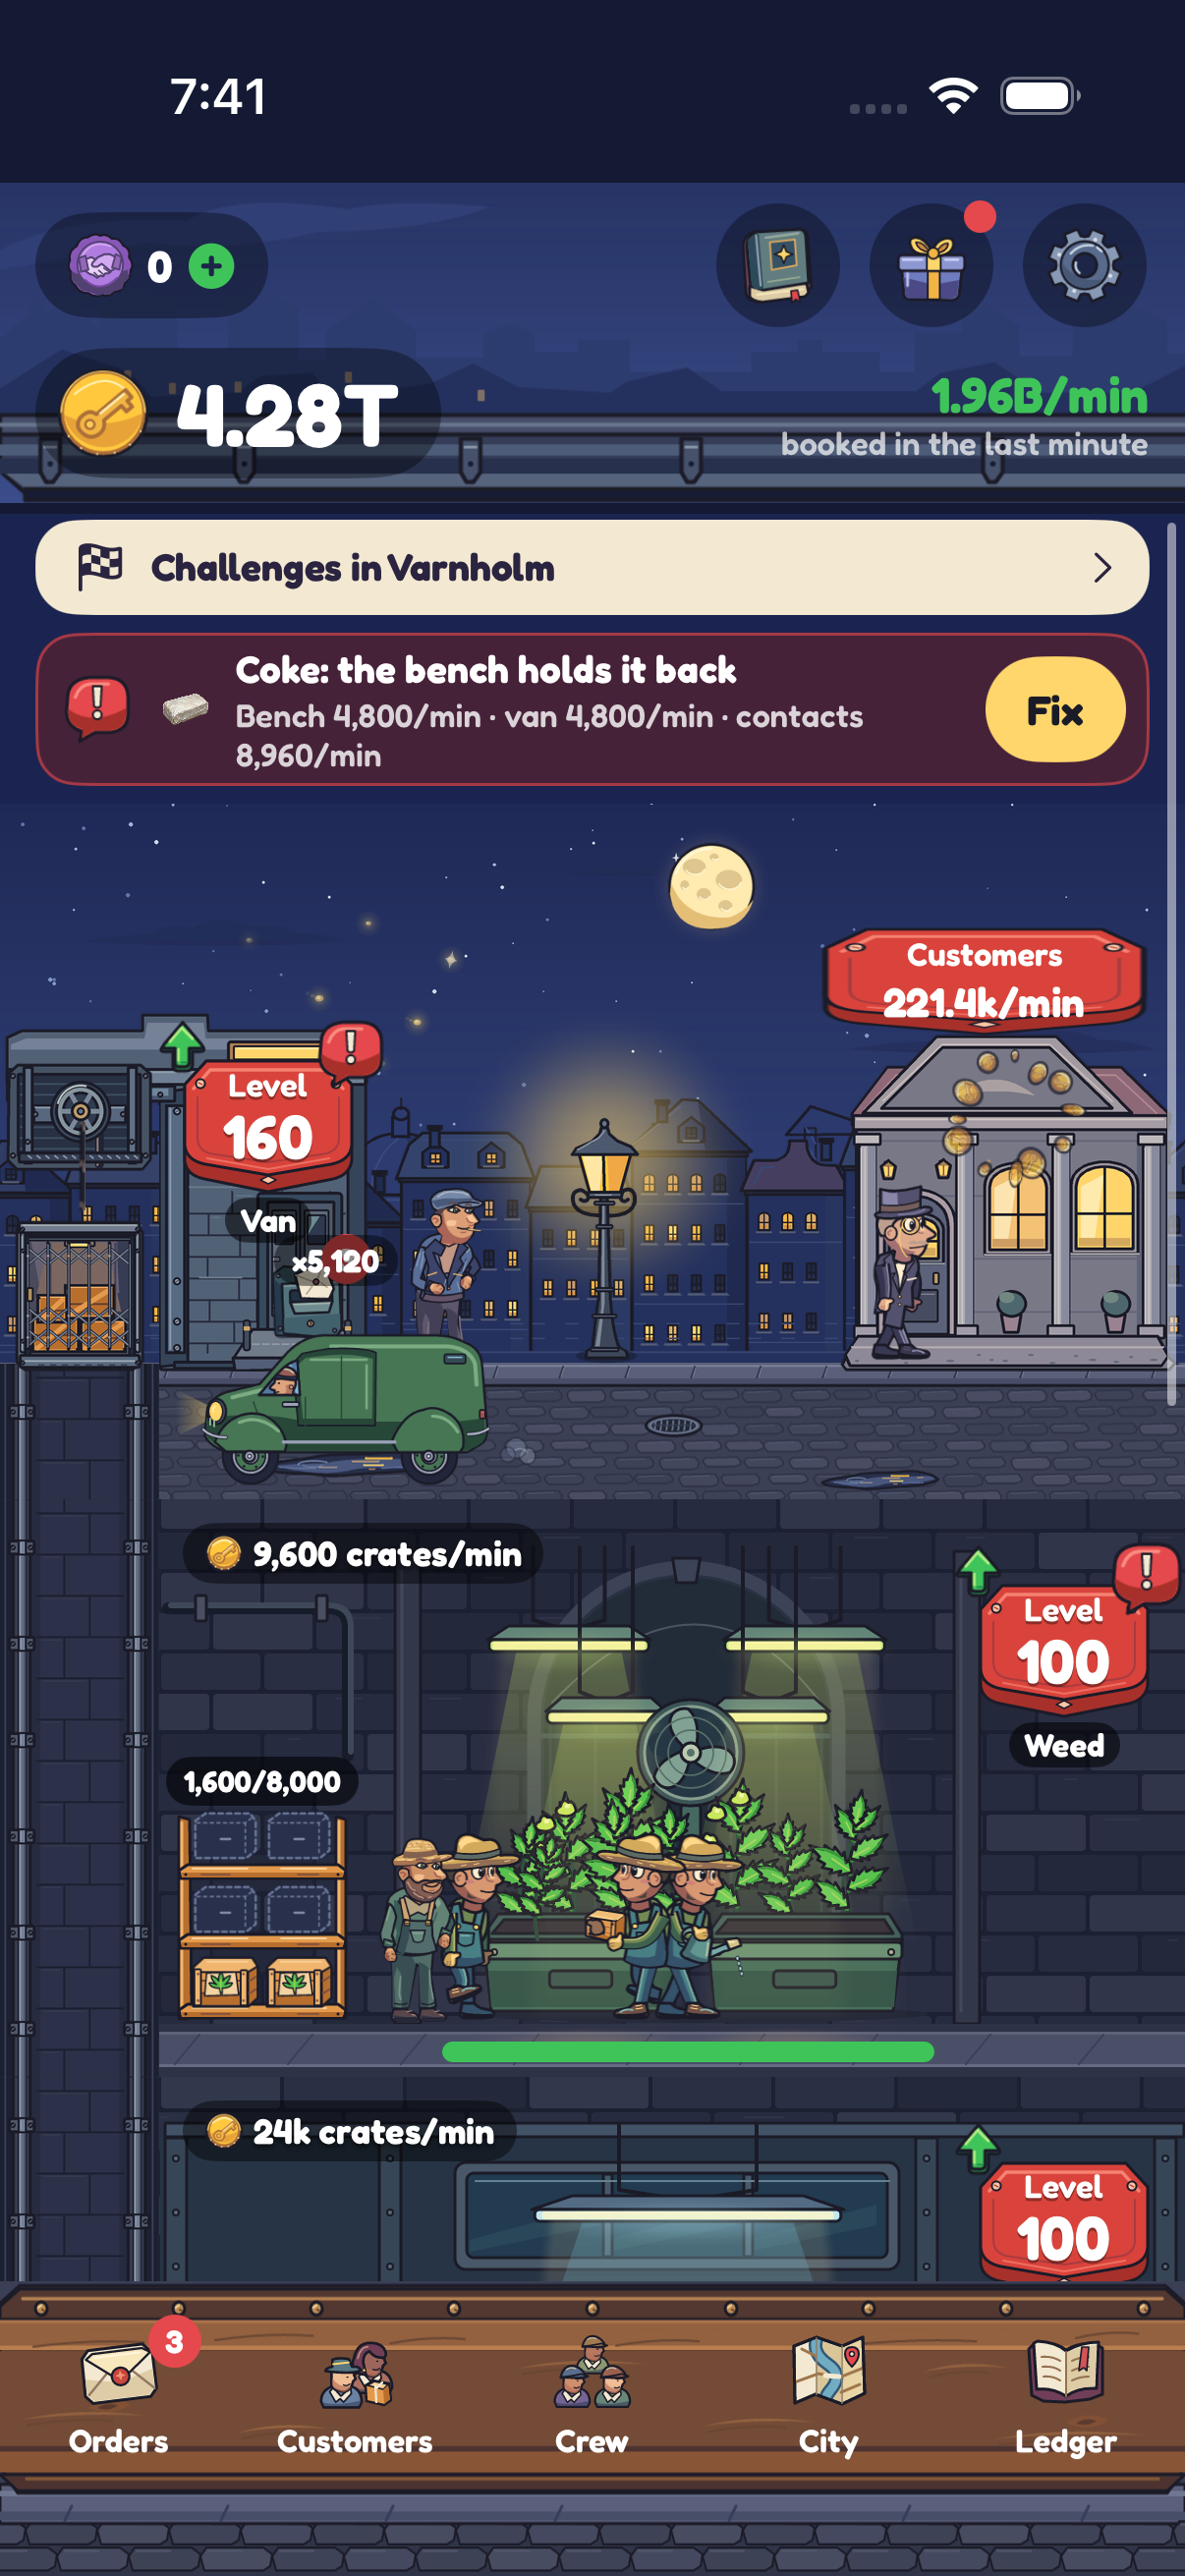 7:41
0
4.28T
1.96B/min
booked in the last minute
Challenges in Varnholm
Coke: the bench holds it back
Bench 4,800/min · van 4,800/min · contacts
8,960/min
Fix
Customers
221.4k/min
Level
160
Van
×5,120
9,600 crates/min
Level
100
Weed
1,600/8,000
24k crates/min
Level
100
3
Orders
Customers
Crew
City
Ledger